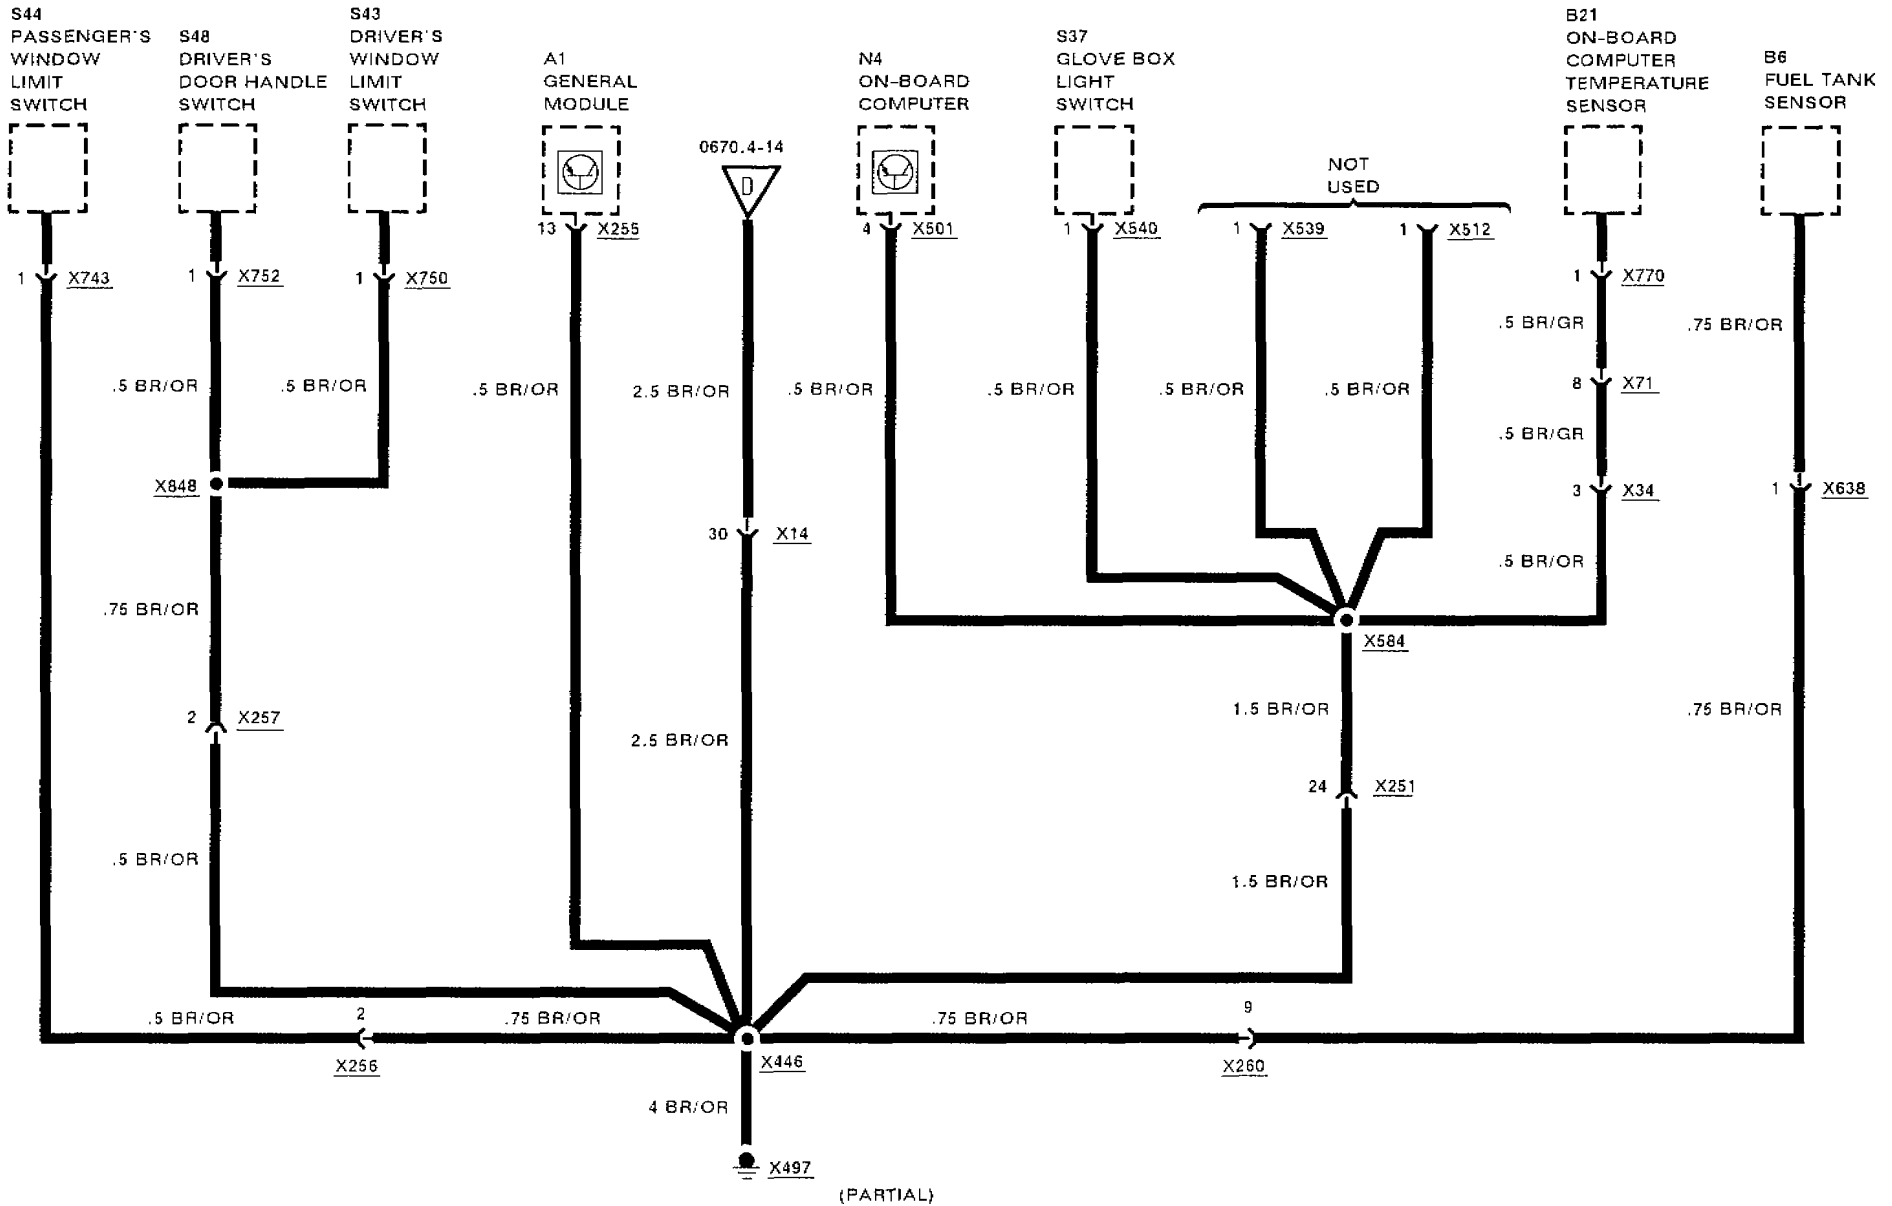 S44
PASSENGER'S
WINDOW
LIMIT
SWITCH
S48
DRIVER'S
DOOR HANDLE
SWITCH
S43
DRIVER'S
WINDOW
LIMIT
SWITCH
A1
GENERAL
MODULE
0670.4-14
D
N4
ON-BOARD
COMPUTER
S37
GLOVE BOX
LIGHT
SWITCH
NOT
USED
B21
ON-BOARD
COMPUTER
TEMPERATURE
SENSOR
B6
FUEL TANK
SENSOR
13 X255
4 X501
1 X540
1 X539
1 X512
1 X743
1 X752
1 X750
1 X770
.5 BR/GR
.75 BR/OR
.5 BR/OR
.5 BR/OR
.5 BR/OR
2.5 BR/OR
.5 BR/OR
.5 BR/OR
.5 BR/OR
.5 BR/OR
8 X71
.5 BR/GR
X848
3 X34
1 X638
30 X14
.5 BR/OR
.75 BR/OR
X584
2 X257
2.5 BR/OR
1.5 BR/OR
.75 BR/OR
24 X251
.5 BR/OR
1.5 BR/OR
.5 BR/OR
2
.75 BR/OR
.75 BR/OR
9
X256
X446
X260
4 BR/OR
X497
(PARTIAL)